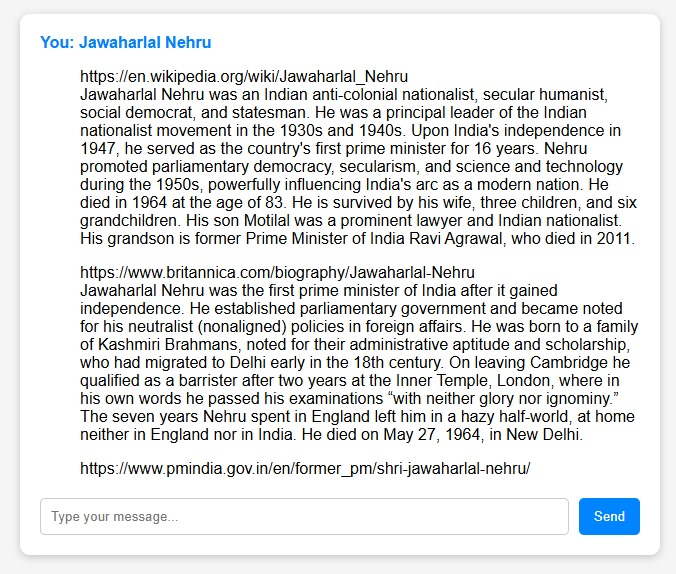 You: Jawaharlal Nehru
https://en.wikipedia.org/wiki/Jawaharlal_Nehru
Jawaharlal Nehru was an Indian anti-colonial nationalist, secular humanist,
social democrat, and statesman. He was a principal leader of the Indian
nationalist movement in the 1930s and 1940s. Upon India's independence in
1947, he served as the country's first prime minister for 16 years. Nehru
promoted parliamentary democracy, secularism, and science and technology
during the 1950s, powerfully influencing India's arc as a modern nation. He
died in 1964 at the age of 83. He is survived by his wife, three children, and six
grandchildren. His son Motilal was a prominent lawyer and Indian nationalist.
His grandson is former Prime Minister of India Ravi Agrawal, who died in 2011.
https://www.britannica.com/biography/Jawaharlal-Nehru
Jawaharlal Nehru was the first prime minister of India after it gained
independence. He established parliamentary government and became noted
for his neutralist (nonaligned) policies in foreign affairs. He was born to a family
of Kashmiri Brahmans, noted for their administrative aptitude and scholarship,
who had migrated to Delhi early in the 18th century. On leaving Cambridge he
qualified as a barrister after two years at the Inner Temple, London, where in
his own words he passed his examinations “with neither glory nor ignominy.”
The seven years Nehru spent in England left him in a hazy half-world, at home
neither in England nor in India. He died on May 27, 1964, in New Delhi.
https://www.pmindia.gov.in/en/former_pm/shri-jawaharlal-nehru/
Type your message...
Send